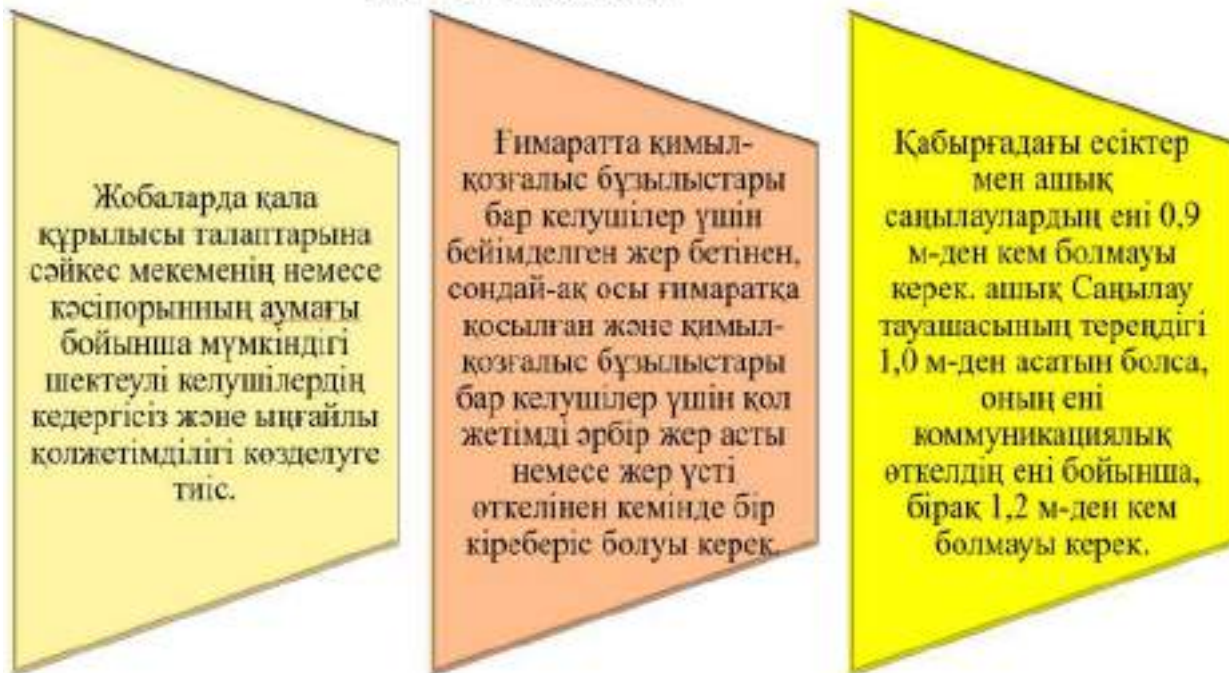 Жобаларда қала
құрылысы талаптарына
сәйкес мекеменің немесе
кәсіпорынның аумағы
бойынша мүмкіндігі
шектеулі келушілердің
кедергісіз және ыңғайлы
қолжетімділігі көзделуге
тиіс.
Ғимаратта қимыл-
қозғалыс бұзылыстары
бар келушілер үшін
бейімделген жер бетінен,
сондай-ақ осы ғимаратқа
қосылған және қимыл-
қозғалыс бұзылыстары
бар келушілер үшін қол
жетімді әрбір жер асты
немесе жер үсті
өткелінен кемінде бір
кіреберіс болуы керек.
Қабырғадағы есіктер
мен ашық
саңылаулардың ені 0,9
м-ден кем болмауы
керек. ашық Саңылау
тауашасының тереңдігі
1,0 м-ден асатын болса,
оның ені
коммуникациялық
өткелдің ені бойынша,
бірақ 1,2 м-ден кем
болмауы керек.